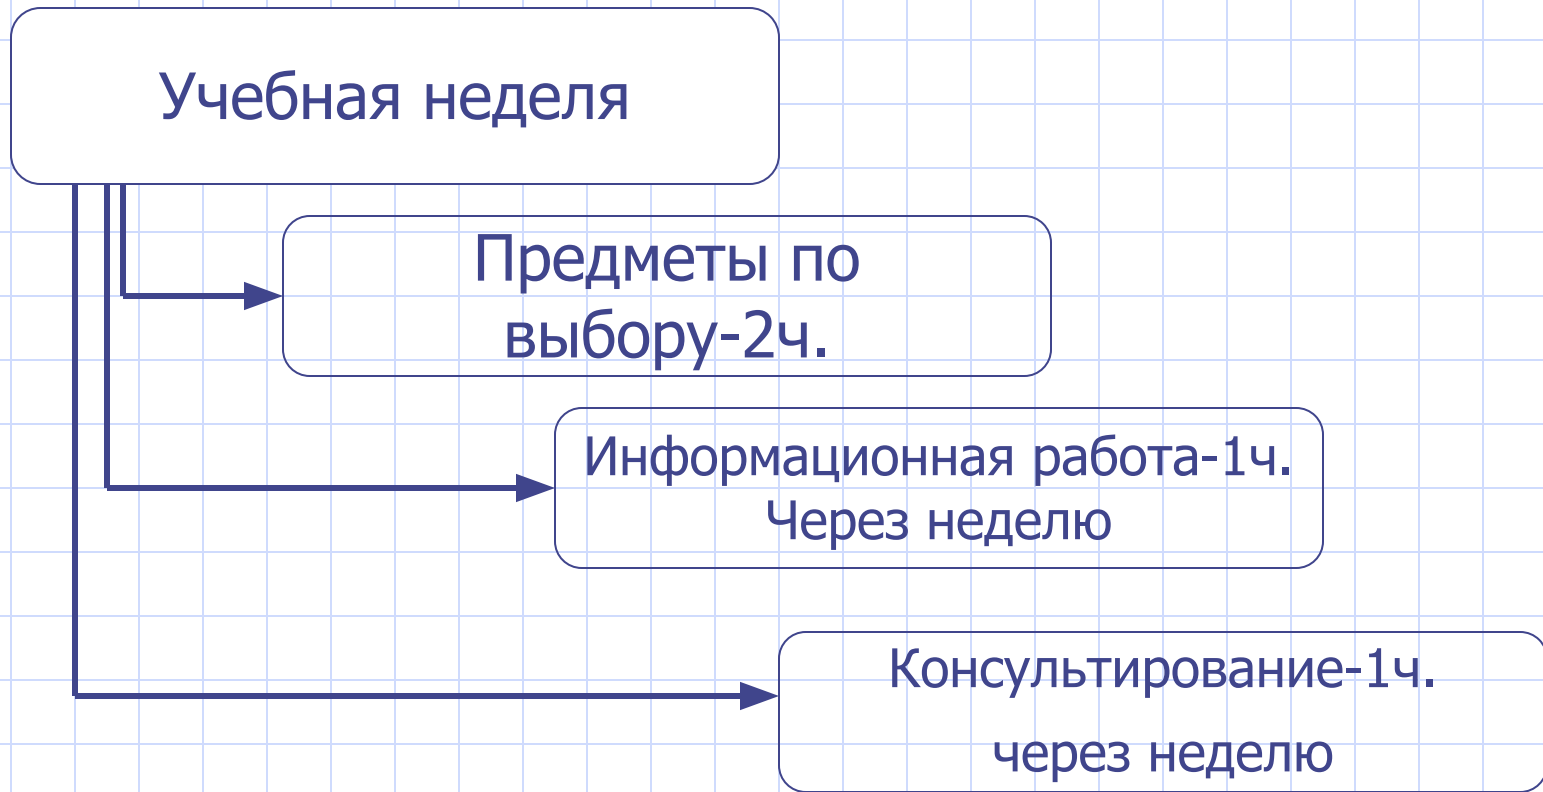 Учебная неделя
Предметы по
выбору-2ч.
Информационная работа-1ч.
Через неделю
Консультирование-1ч.
через неделю